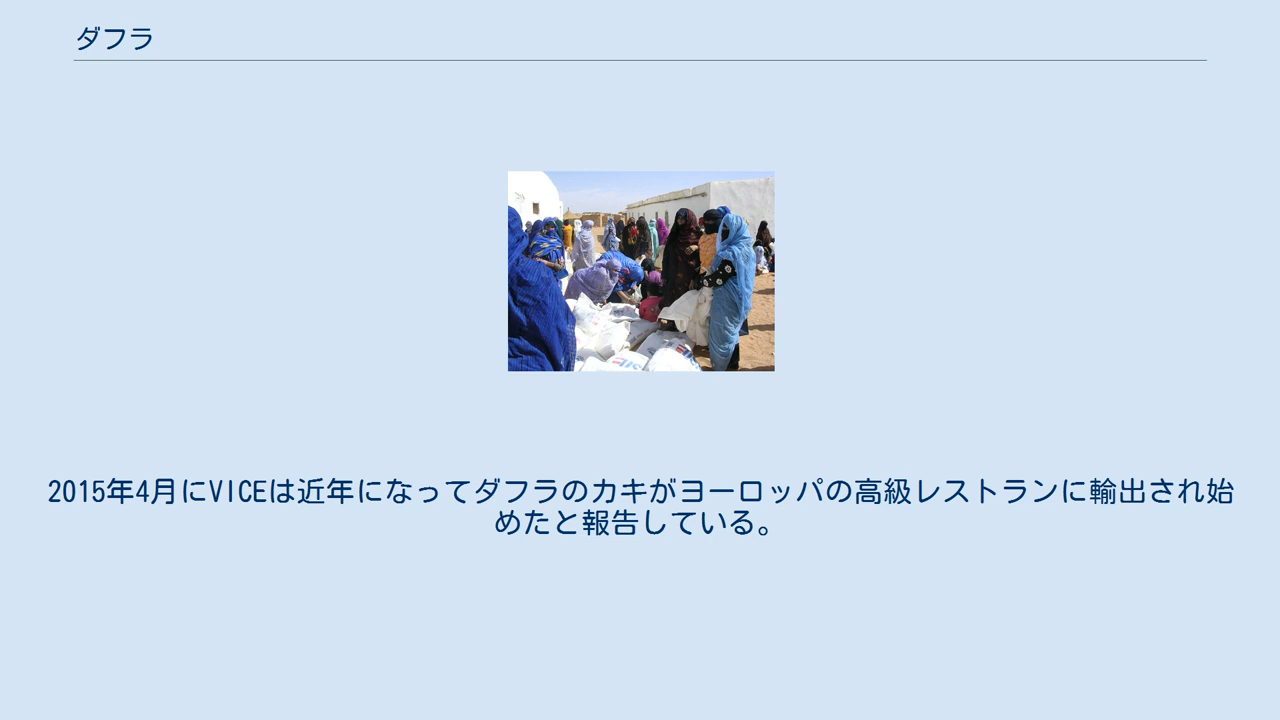 ダフラ
2015年4月にVICEは近年になってダフラのカキがヨーロッパの高級レストランに輸出され始
めたと報告している。